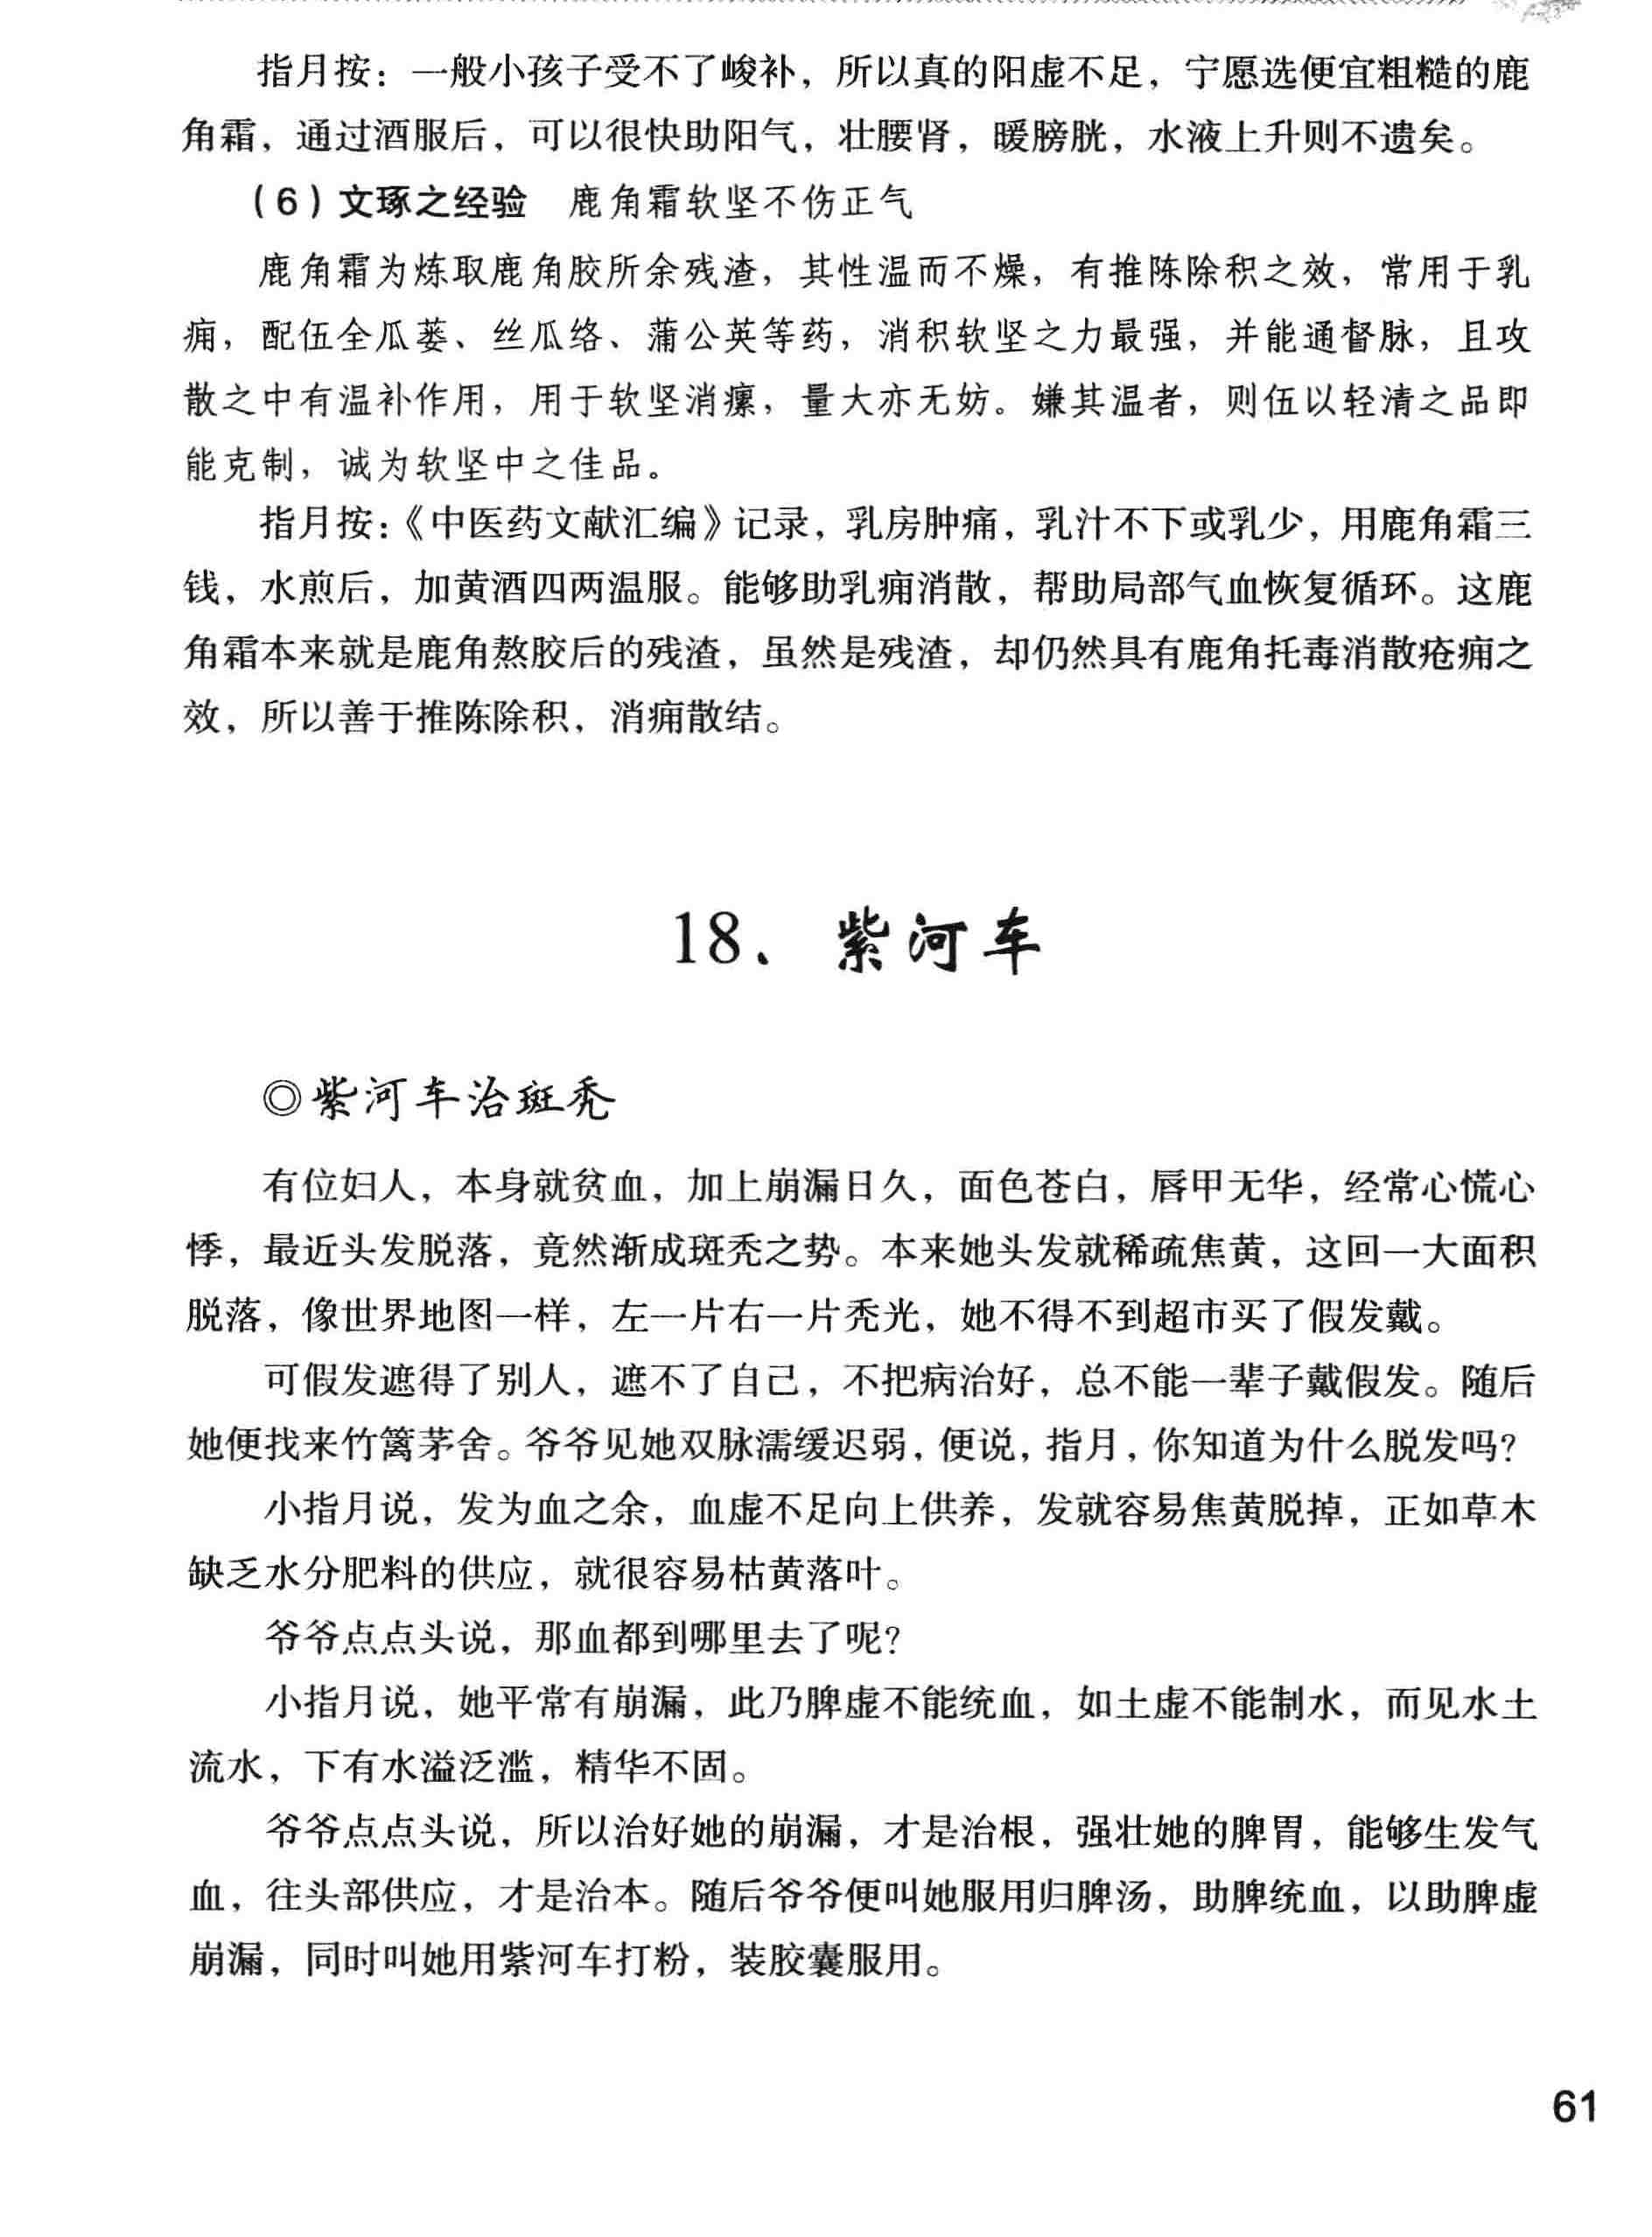 指月按：一般小孩子受不了峻补，所以真的阳虚不足，宁愿选便宜粗糙的鹿
角霜，通过酒服后，可以很快助阳气，壮腰肾，暖膀胱，水液上升则不遗矣。
（6）文琢之经验　鹿角霜软坚不伤正气
鹿角霜为炼取鹿角胶所余残渣，其性温而不燥，有推陈除积之效，常用于乳
痈，配伍全瓜蒌、丝瓜络、蒲公英等药，消积软坚之力最强，并能通督脉，且攻
散之中有温补作用，用于软坚消瘰，量大亦无妨。嫌其温者，则伍以轻清之品即
能克制，诚为软坚中之佳品。
指月按：《中医药文献汇编》记录，乳房肿痛，乳汁不下或乳少，用鹿角霜三
钱，水煎后，加黄酒四两温服。能够助乳痈消散，帮助局部气血恢复循环。这鹿
角霜本来就是鹿角熬胶后的残渣，虽然是残渣，却仍然具有鹿角托毒消散疮痈之
效，所以善于推陈除积，消痈散结。
18、紫河车
◎紫河车治斑秃
有位妇人，本身就贫血，加上崩漏日久，面色苍白，唇甲无华，经常心慌心
悸，最近头发脱落，竟然渐成斑秃之势。本来她头发就稀疏焦黄，这回一大面积
脱落，像世界地图一样，左一片右一片秃光，她不得不到超市买了假发戴。
可假发遮得了别人，遮不了自己，不把病治好，总不能一辈子戴假发。随后
她便找来竹篱茅舍。爷爷见她双脉濡缓迟弱，便说，指月，你知道为什么脱发吗？
小指月说，发为血之余，血虚不足向上供养，发就容易焦黄脱掉，正如草木
缺乏水分肥料的供应，就很容易枯黄落叶。
爷爷点点头说，那血都到哪里去了呢？
小指月说，她平常有崩漏，此乃脾虚不能统血，如土虚不能制水，而见水土
流水，下有水溢泛滥，精华不固。
爷爷点点头说，所以治好她的崩漏，才是治根，强壮她的脾胃，能够生发气
血，往头部供应，才是治本。随后爷爷便叫她服用归脾汤，助脾统血，以助脾虚
崩漏，同时叫她用紫河车打粉，装胶囊服用。
61